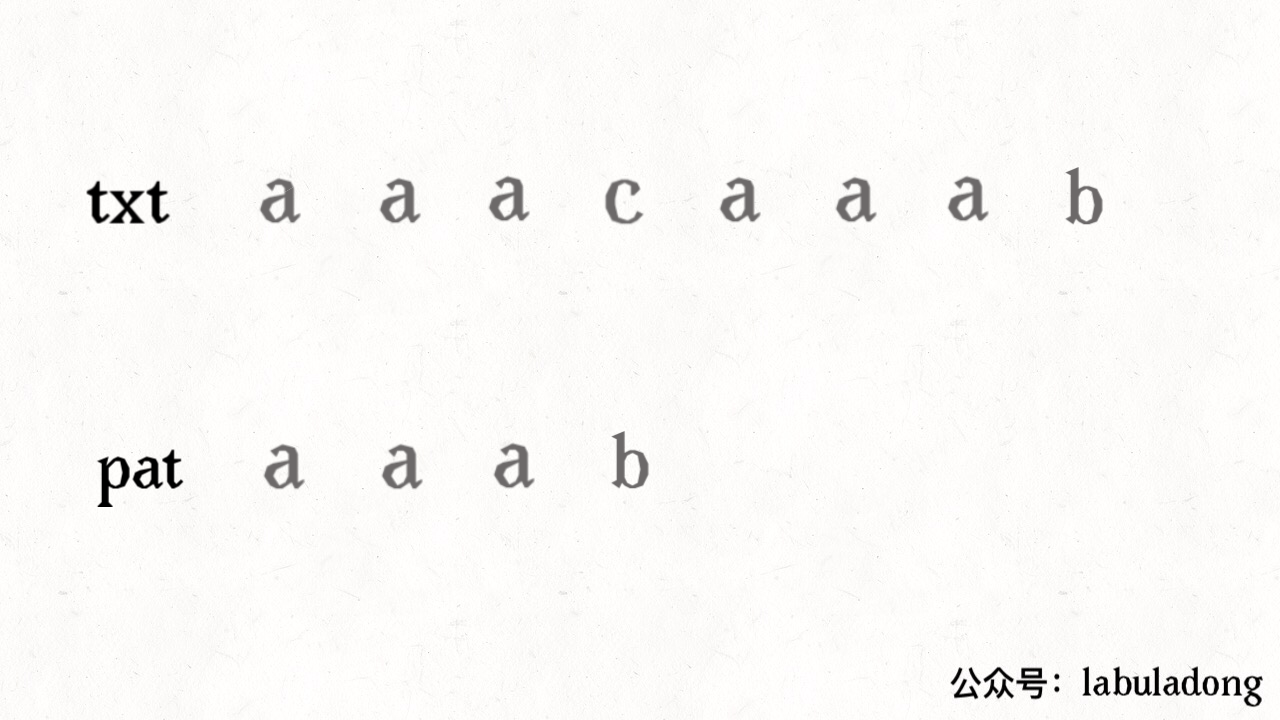 txt a a a c a a a b
pat a a a b
公众号：labuladong